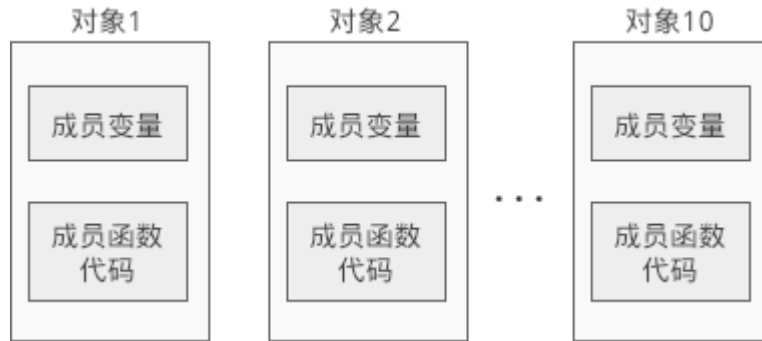 对象1
对象2
对象10
成员变量
成员变量
成员变量
...
成员函数
代码
成员函数
代码
成员函数
代码